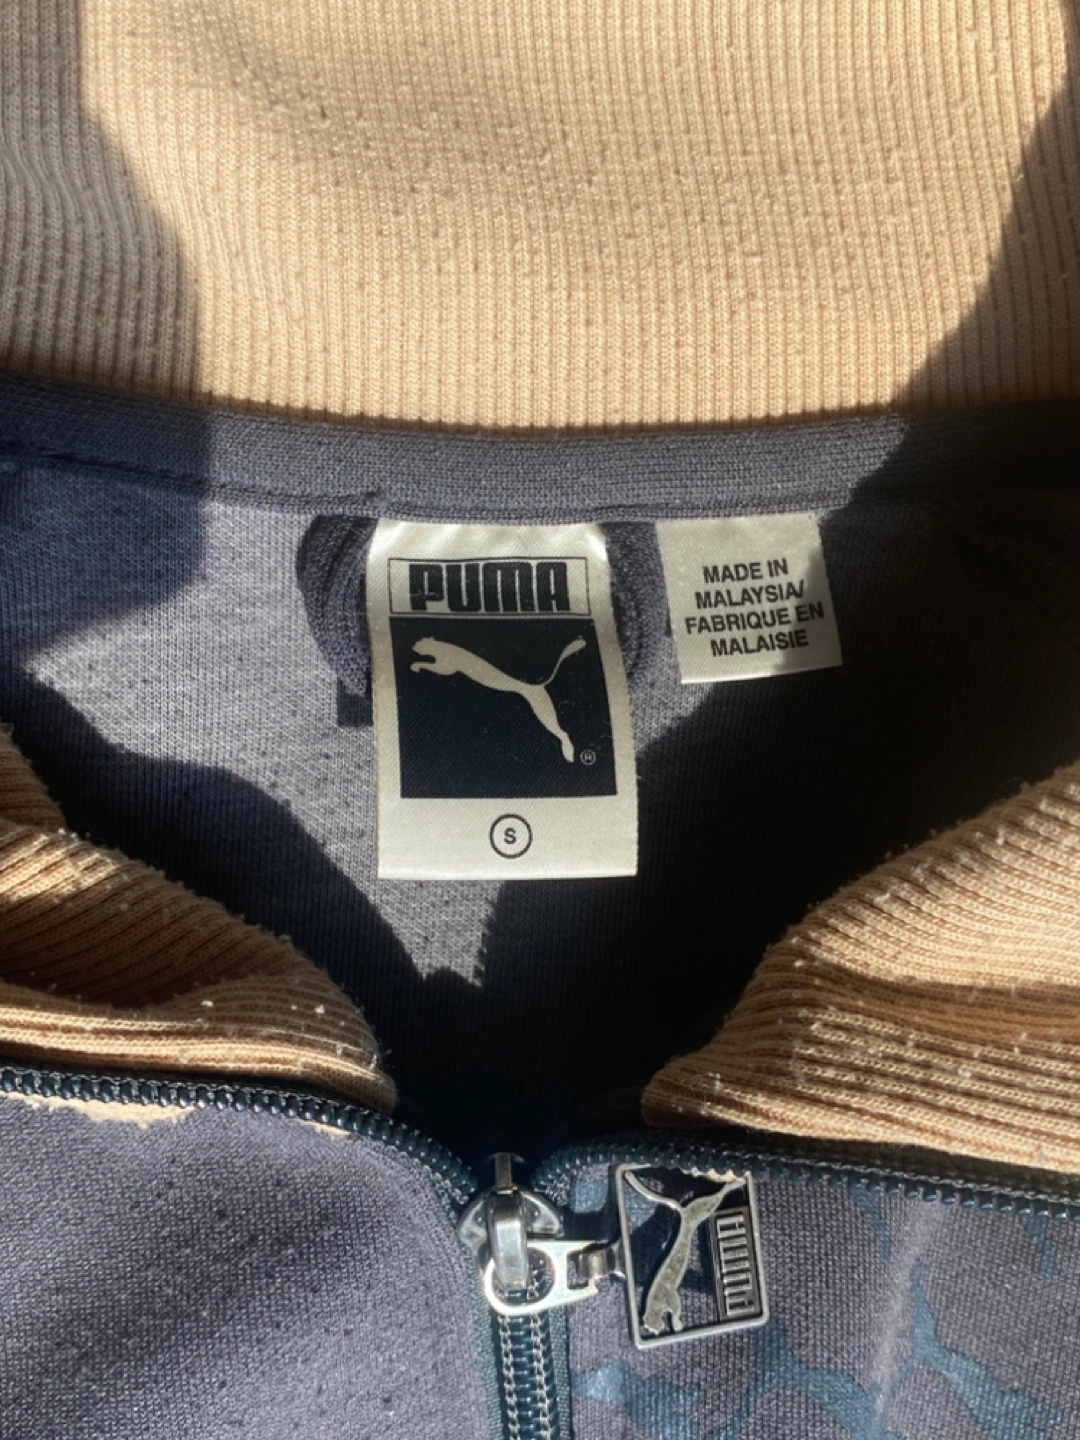 PUMA
®
S
MADE IN
MALAYSIA/
FABRIQUE EN
MALAISIE
PUMA